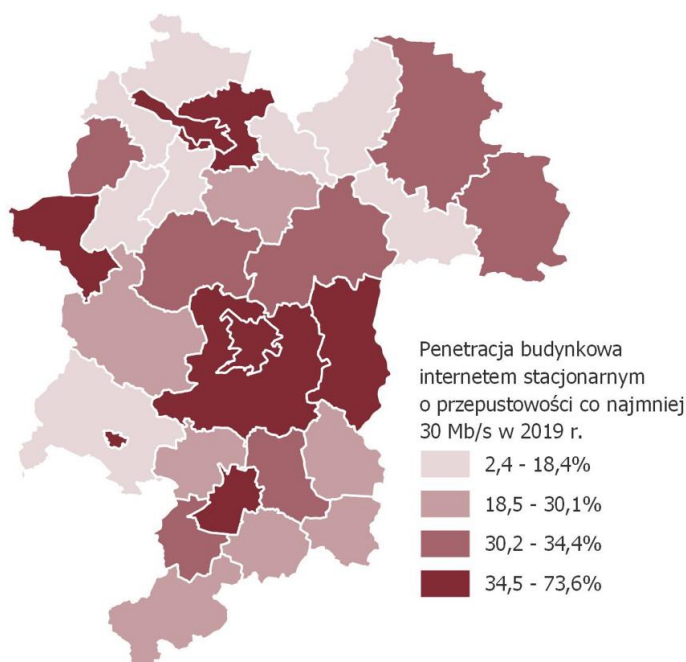 Penetracja budynkowa
internetem stacjonarnym
o przepustowości co najmniej
30 Mb/s w 2019 r.
2,4 - 18,4%
18,5 - 30,1%
30,2 - 34,4%
34,5 - 73,6%